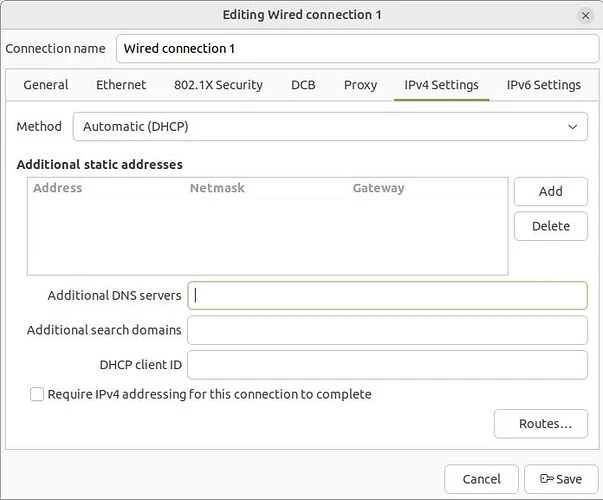 Editing Wired connection 1
Connection name Wired connection 1
General Ethernet 802.1X Security DCB Proxy IPv4 Settings IPv6 Settings
Method Automatic (DHCP)
Additional static addresses
Address Netmask Gateway
Add
Delete
Additional DNS servers
Additional search domains
DHCP client ID
Require IPv4 addressing for this connection to complete
Routes...
Cancel Save